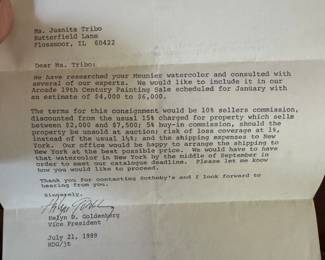 Ms. Juanita Tribo
Butterfield Lane
Flossmoor, IL 60422
Dear Ms. Tribo:
We have researched your Meunier watercolor and consulted with
several of our experts. We would like to include it in our
Arcade 19th Century Painting Sale scheduled for January with
an estimate of $4,000 to $6,000.
The terms for this consignment would be 10% sellers commission,
discounted from the usual 15% charged for property which sells
between $2,000 and $7,500; 5% buy-in commission, should the
property be unsold at auction; risk of loss coverage at 1%,
instead of the usual 1½%; and the shipping expenses to New
York. Our office would be happy to arrange the shipping to
New York at the best possible price. We would have to have
that watercolor in New York by the middle of September in
order to meet our catalogue deadline. Please let me know
how you would like to proceed.
Thank you for contacting Sotheby's and I look forward to
hearing from you.
Sincerely,
Helyn D. Goldenberg
Vice President
July 21, 1989
HDG/jt